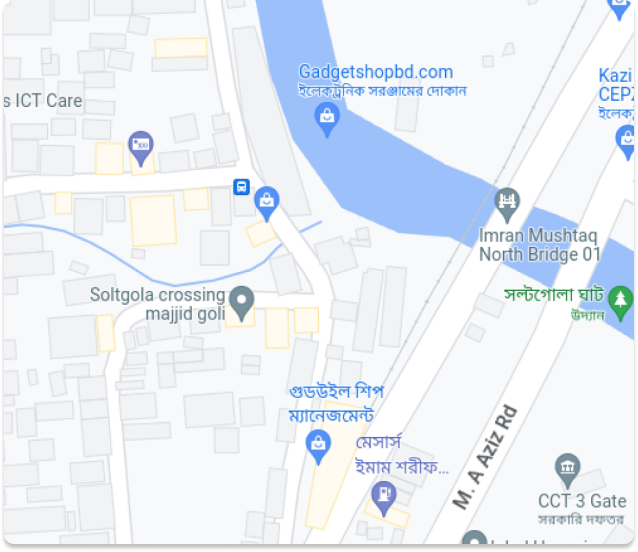 Gadgetshopbd.com
ইলেকট্রনিক সরঞ্জামের দোকান
Kazi
CEPZ
ইলেক
s ICT Care
Imran Mushtaq
North Bridge 01
Soltgola crossing
majjid goli
সল্টগোলা ঘাট
উদ্যান
গুডউইল শিপ
ম্যানেজমেন্ট
মেসার্স
ইমাম শরীফ...
M. A Aziz Rd
CCT 3 Gate
সরকারি দফতর